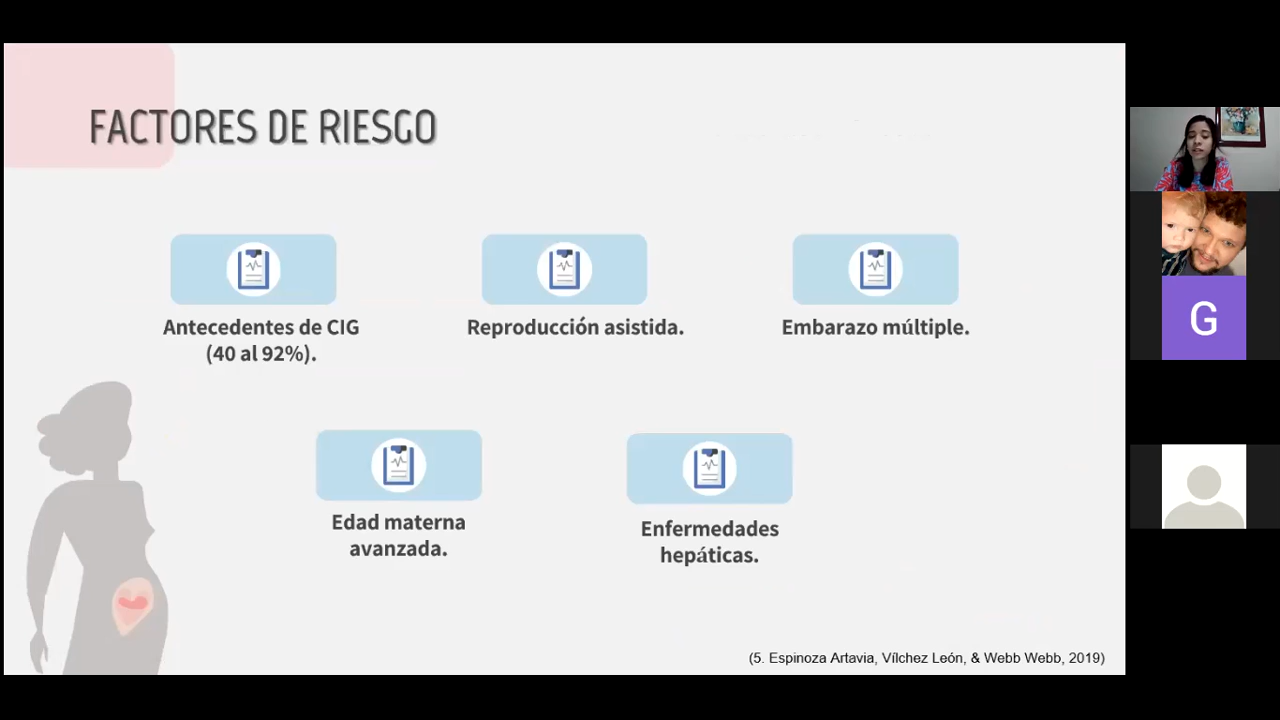 FACTORES DE RIESGO
Antecedentes de CIG
(40 al 92%).
Reproducción asistida.
Embarazo múltiple.
Edad materna
avanzada.
Enfermedades
hepáticas.
(5. Espinoza Artavia, Vílchez León, & Webb Webb, 2019)
G